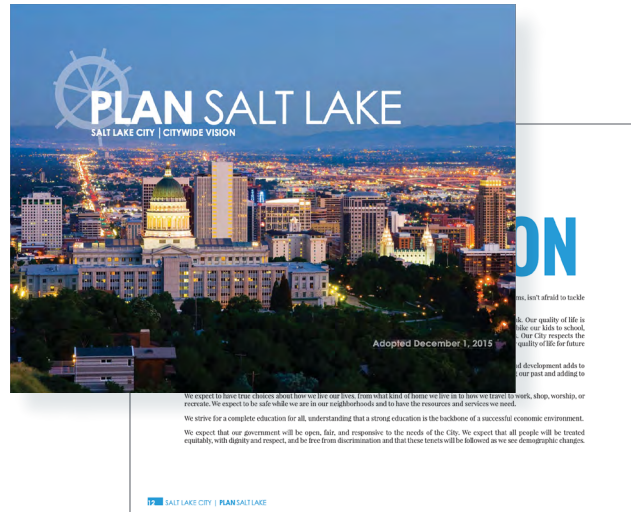 PLAN SALT LAKE
SALT LAKE CITY | CITYWIDE VISION
Adopted December 1, 2015
ON
ms, isn't afraid to tackle
k. Our quality of life is
bike our kids to school,
. Our City respects the
quality of life for future
nd development adds to
our past and adding to
We expect to have true choices about how we live our lives, from what kind of home we live in to how we travel to work, shop, worship, or
recreate. We expect to be safe while we are in our neighborhoods and to have the resources and services we need.
We strive for a complete education for all, understanding that a strong education is the backbone of a successful economic environment.
We expect that our government will be open, fair, and responsive to the needs of the City. We expect that all people will be treated
equitably, with dignity and respect, and be free from discrimination and that these tenets will be followed as we see demographic changes.
12 SALT LAKE CITY | PLAN SALT LAKE